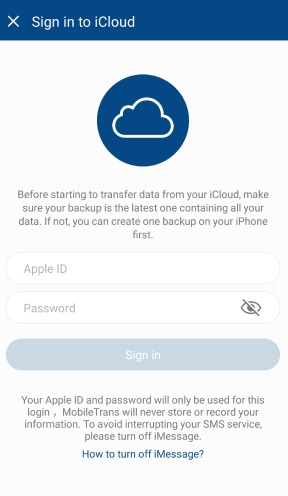 Sign in to iCloud
Before starting to transfer data from your iCloud, make
sure your backup is the latest one containing all your
data. If not, you can create one backup on your iPhone
first.
Apple ID
Password
Sign in
Your Apple ID and password will only be used for this
login ，MobileTrans will never store or record your
information. To avoid interrupting your SMS service,
please turn off iMessage.
How to turn off iMessage?